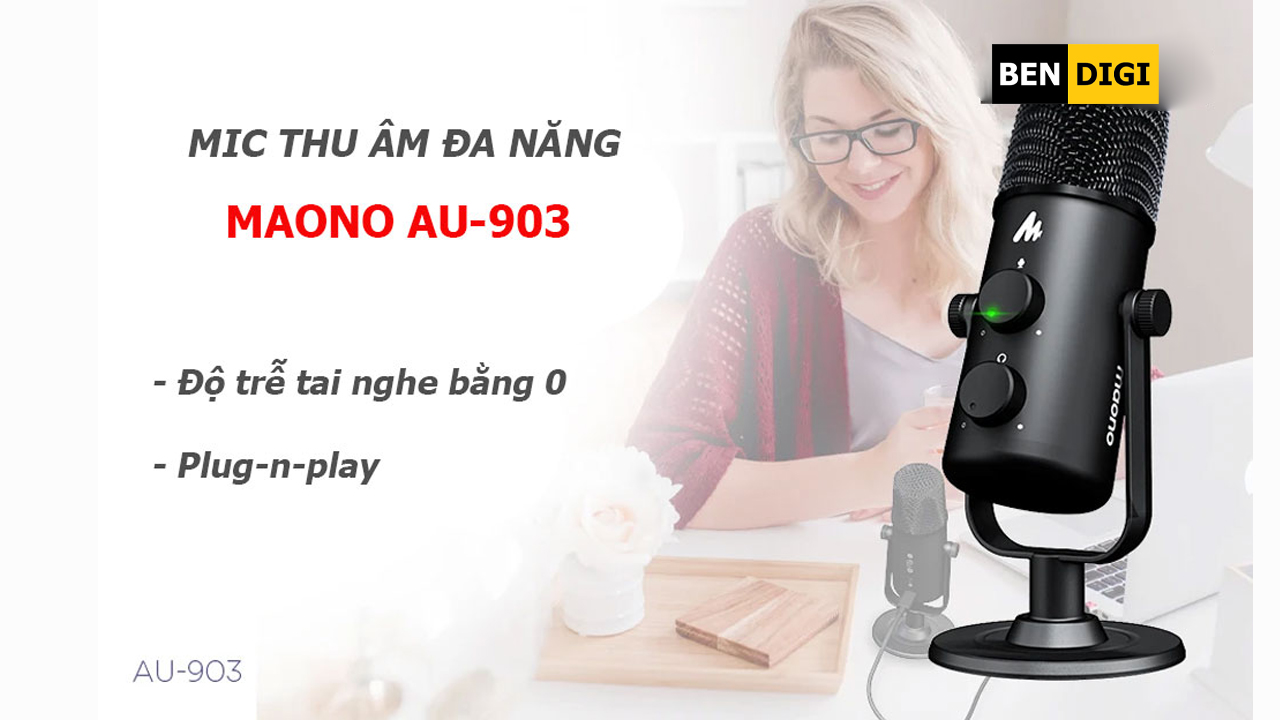 BEN DIGI
MIC THU ÂM ĐA NĂNG
MAONO AU-903
- Độ trễ tai nghe bằng 0
- Plug-n-play
maono
AU-903